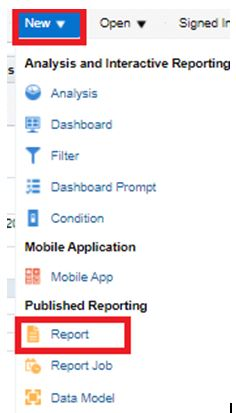 New ▼ Open ▼ Signed In
Analysis and Interactive Reporting
Analysis
Dashboard
Filter
Dashboard Prompt
Condition
Mobile Application
Mobile App
Published Reporting
Report
Report Job
Data Model